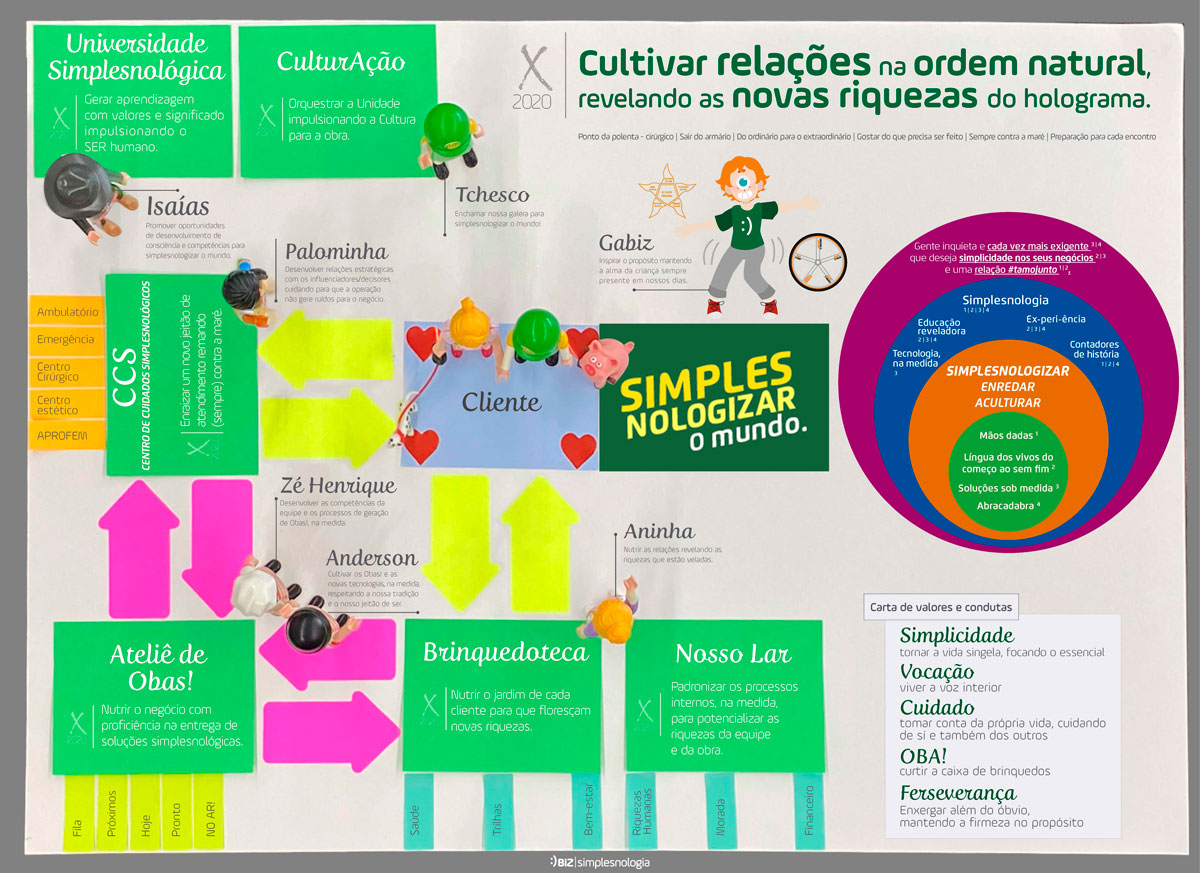 Universidade
Simplesnológica
X
2020
Gerar aprendizagem
com valores e significado
impulsionando o
SER humano.
CulturAção
X
2020
Orquestrar a Unidade
impulsionando a Cultura
para a obra.
X
2020
Cultivar relações na ordem natural,
revelando as novas riquezas do holograma.
Ponto da polenta - cirúrgico | Sair do armário | Do ordinário para o extraordinário | Gostar do que precisa ser feito | Sempre contra a maré | Preparação para cada encontro
Isaías
Promover oportunidades
de desenvolvimento de
consciência e competências para
simplesnologizar o mundo.
Tchesco
Enchamar nossa galera para
simplesnologizar o mundo!
Palominha
Desenvolver relações estratégicas
com os influenciadores/decisores
cuidando para que a operação
não gere ruídos para o negócio.
Gabiz
Inspirar o propósito mantendo
a alma da criança sempre
presente em nossos dias.
Ambulatório
Emergência
Centro
Cirúrgico
Centro
estético
APROFEM
CCS
CENTRO DE CUIDADOS SIMPLESNOLÓGICOS
X
2020
Enraizar um novo jeitão de
atendimento remando
(sempre) contra a maré.
Cliente
SIMPLES
NOLOGIZAR
o mundo.
Gente inquieta e cada vez mais exigente 3|4
que deseja simplicidade nos seus negócios 2|3
e uma relação #tamojunto 1|2
Simplesnologia
1|2|3|4
Educação
reveladora
2|3|4
Ex-peri-ência
2|3|4
Tecnologia,
na medida
3
Contadores
de história
1|2|4
SIMPLESNOLOGIZAR
ENREDAR
ACULTURAR
Mãos dadas 1
Língua dos vivos do
começo ao sem fim 2
Soluções sob medida 3
Abracadabra 4
Zé Henrique
Desenvolver as competências da
equipe e os processos de geração
de Obas!, na medida.
Anderson
Cultivar os Obas! e as
novas tecnologias, na medida,
respeitando a nossa tradição
e o nosso jeitão de ser.
Aninha
Nutrir as relações revelando as
riquezas que estão veladas.
Ateliê de
Obas!
X
2020
Nutrir o negócio com
proficiência na entrega de
soluções simplesnológicas.
Fila
Próximos
Hoje
Pronto
NO AR!
Brinquedoteca
X
2020
Nutrir o jardim de cada
cliente para que floresçam
novas riquezas.
Saúde
Trilhas
Bem-estar
Nosso Lar
X
2020
Padronizar os processos
internos, na medida,
para potencializar as
riquezas da equipe
e da obra.
Riquezas
Humanas
Morada
Financeiro
Carta de valores e condutas
Simplicidade
tornar a vida singela, focando o essencial
Vocação
viver a voz interior
Cuidado
tomar conta da própria vida, cuidando
de sí e também dos outros
OBA!
curtir a caixa de brinquedos
Ferseverança
Enxergar além do óbvio,
mantendo a firmeza no propósito
:)BIZ|simplesnologia